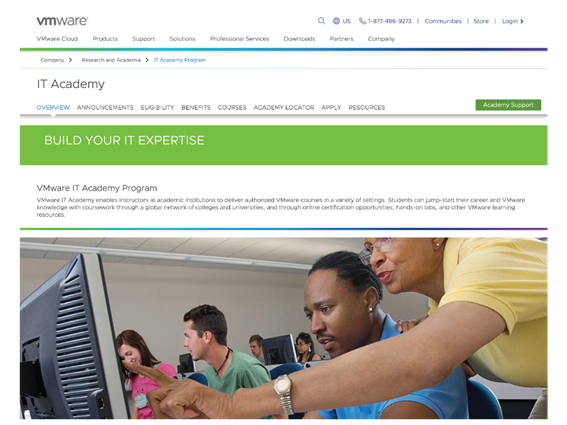 vmware®
US 1-877-486-9273 | Communities | Store | Login >
VMware Cloud Products Support Solutions Professional Services Downloads Partners Company
Company > Research and Academia > IT Academy Program
IT Academy
OVERVIEW ANNOUNCEMENTS ELIGIBILITY BENEFITS COURSES ACADEMY LOCATOR APPLY RESOURCES
Academy Support
BUILD YOUR IT EXPERTISE
VMware IT Academy Program
VMware IT Academy enables instructors at academic institutions to deliver authorized VMware courses in a variety of settings. Students can jump-start their career and VMware
knowledge with coursework through a global network of colleges and universities, and through online certification opportunities, hands-on labs, and other VMware learning
resources.